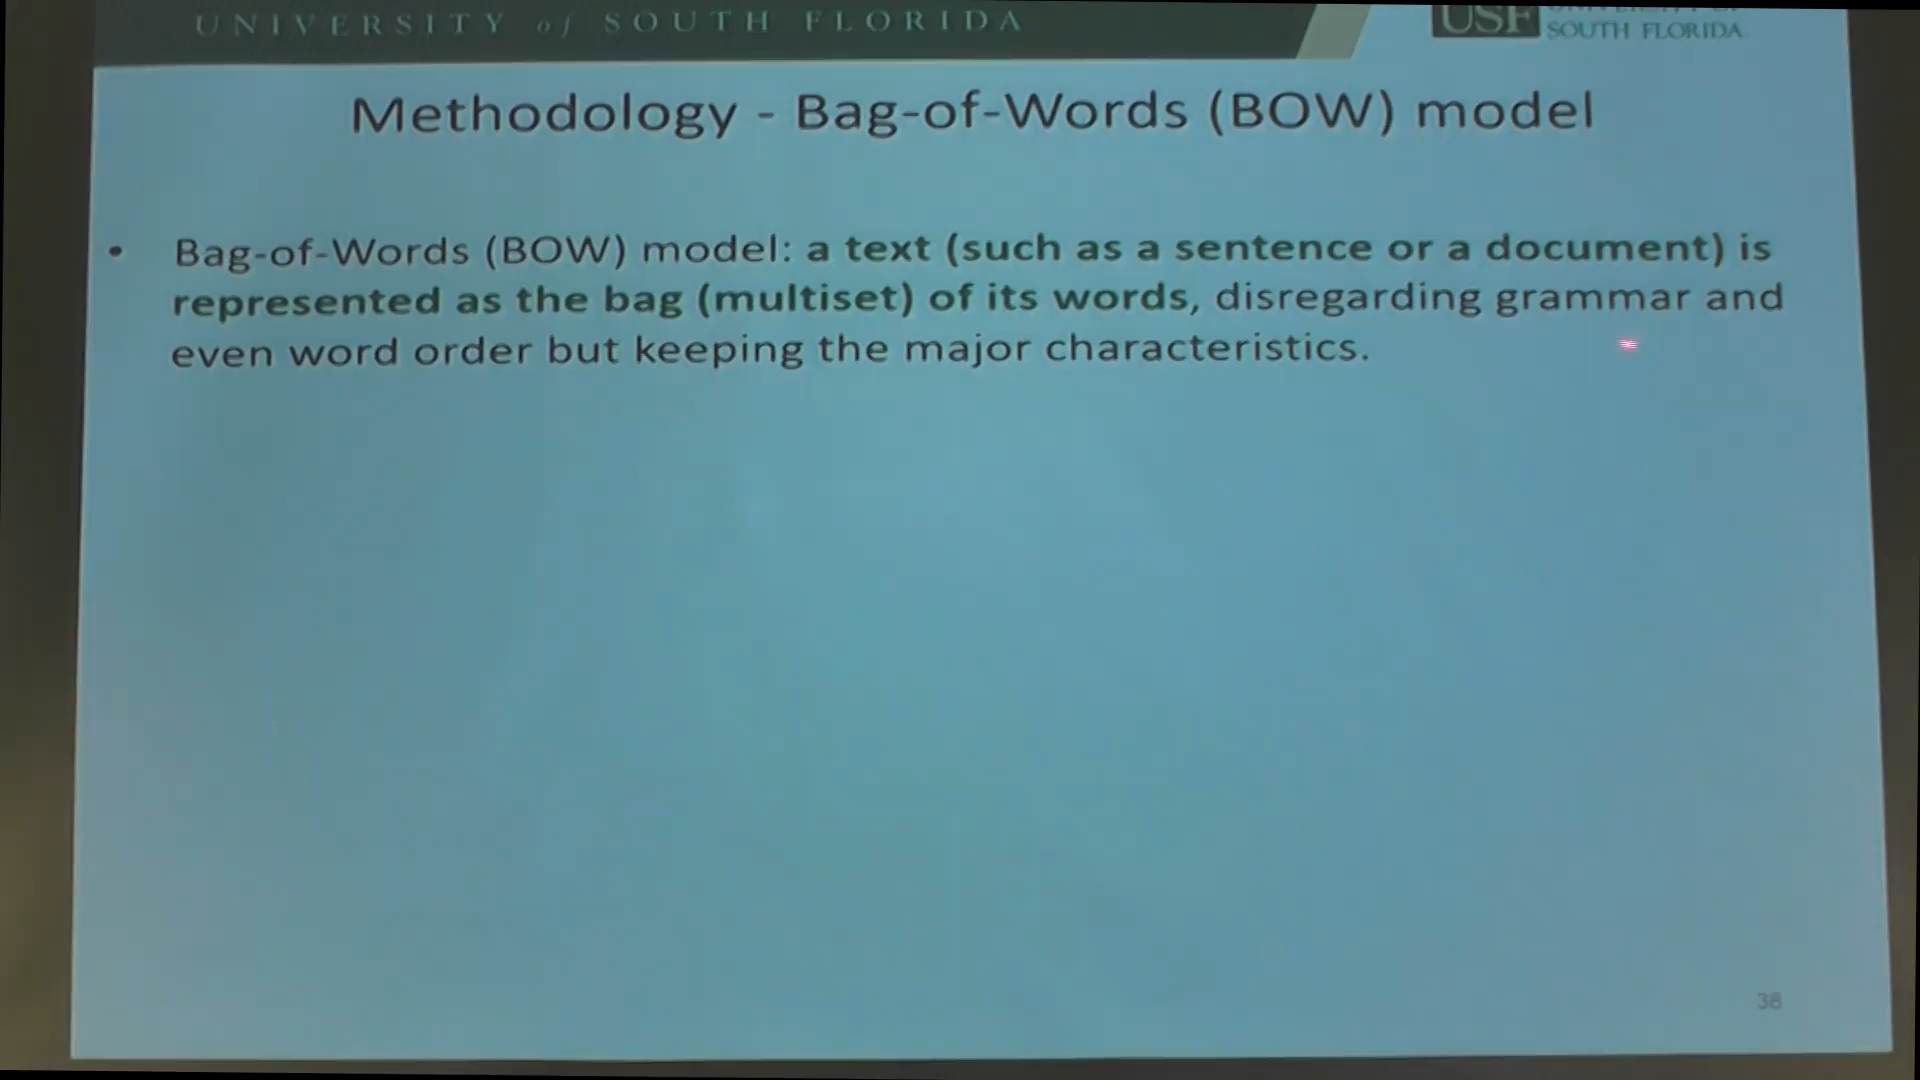 UNIVERSITY of SOUTH FLORIDA
USF
SOUTH FLORIDA
Methodology - Bag-of-Words (BOW) model
• Bag-of-Words (BOW) model: a text (such as a sentence or a document) is
represented as the bag (multiset) of its words, disregarding grammar and
even word order but keeping the major characteristics.
38